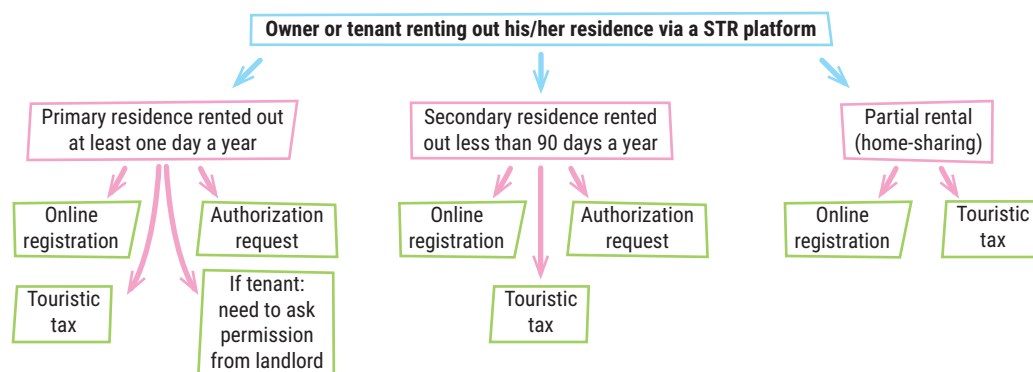 Owner or tenant renting out his/her residence via a STR platform
Primary residence rented out
at least one day a year
Secondary residence rented
out less than 90 days a year
Partial rental
(home-sharing)
Online
registration
Authorization
request
Touristic
tax
If tenant:
need to ask
permission
from landlord
Online
registration
Authorization
request
Touristic
tax
Online
registration
Touristic
tax